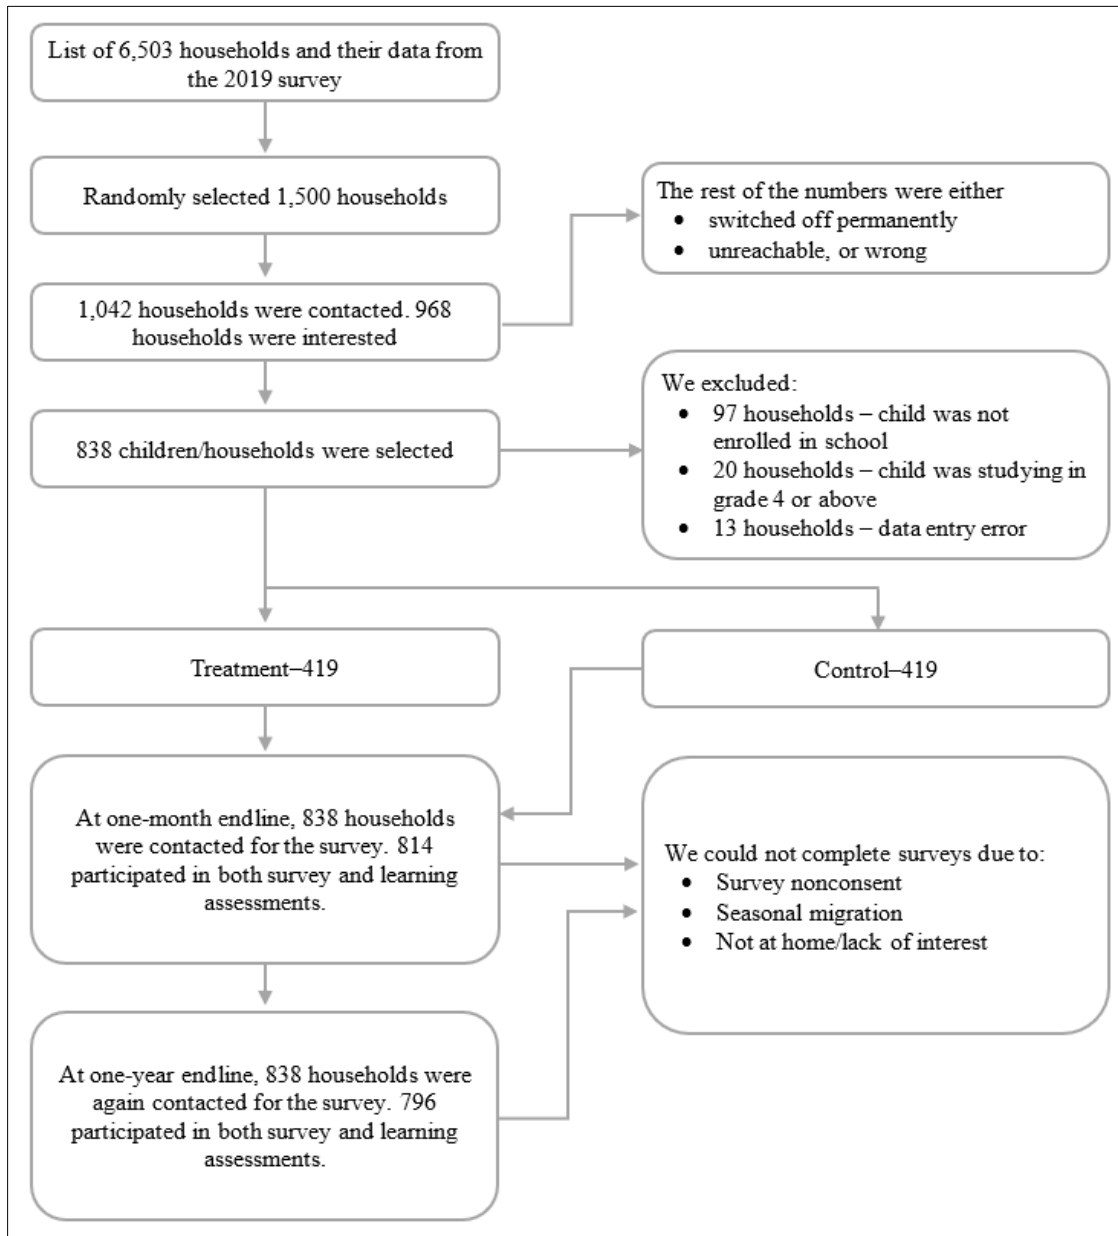 List of 6,503 households and their data from
the 2019 survey
Randomly selected 1,500 households
The rest of the numbers were either
• switched off permanently
• unreachable, or wrong
1,042 households were contacted. 968
households were interested
We excluded:
• 97 households – child was not
enrolled in school
• 20 households – child was studying in
grade 4 or above
• 13 households – data entry error
838 children/households were selected
Treatment–419
Control–419
At one-month endline, 838 households
were contacted for the survey. 814
participated in both survey and learning
assessments.
We could not complete surveys due to:
• Survey nonconsent
• Seasonal migration
• Not at home/lack of interest
At one-year endline, 838 households were
again contacted for the survey. 796
participated in both survey and learning
assessments.